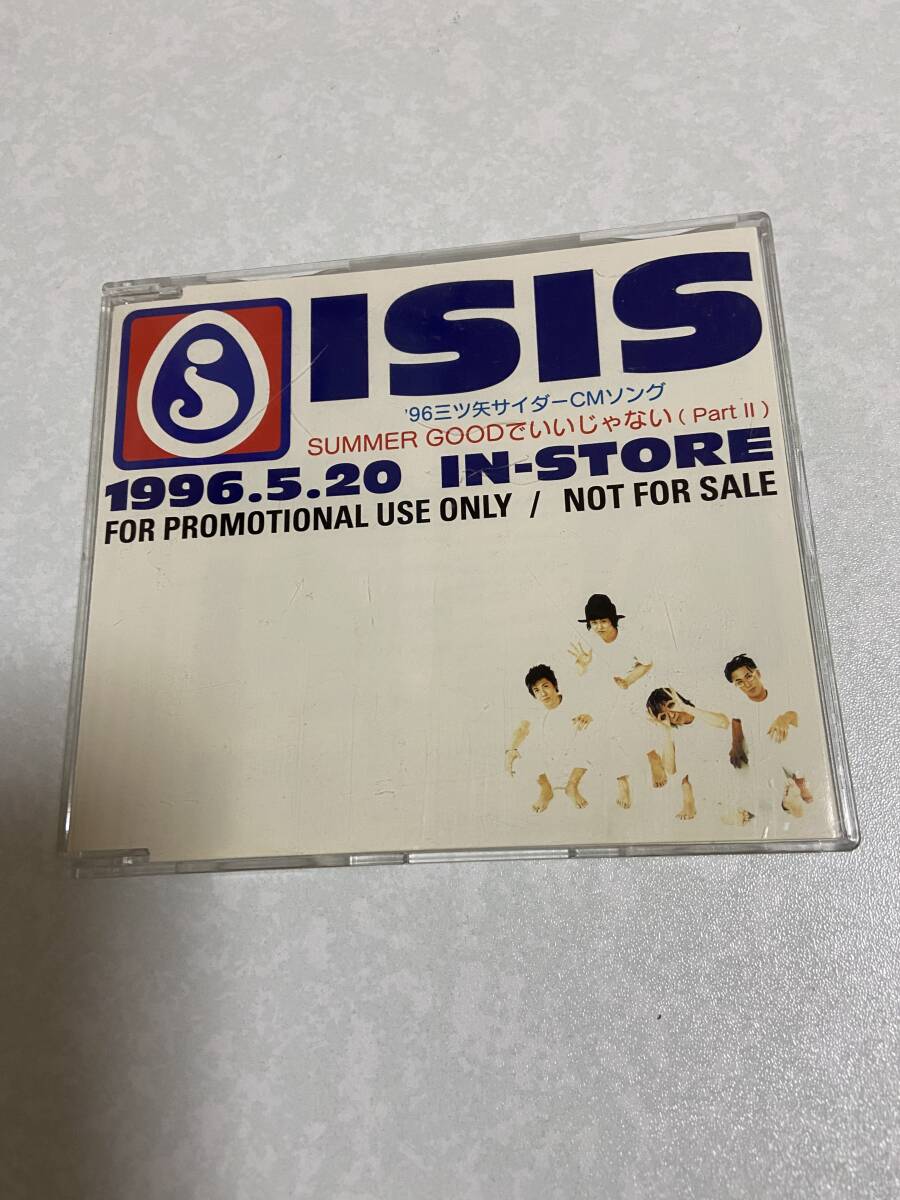 iS
ISIS
'96三ツ矢サイダーCMソング
SUMMER GOODでいいじゃない(Part II)
1996.5.20 IN-STORE
FOR PROMOTIONAL USE ONLY / NOT FOR SALE